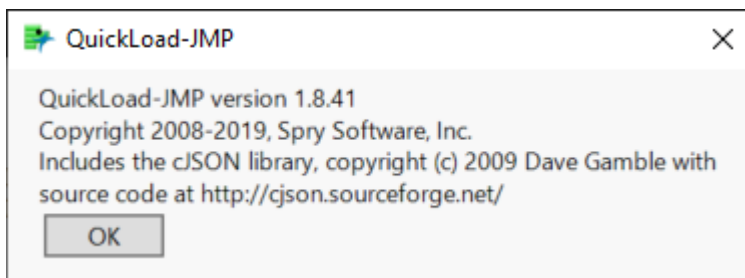 QuickLoad-JMP
QuickLoad-JMP version 1.8.41
Copyright 2008-2019, Spry Software, Inc.
Includes the cJSON library, copyright (c) 2009 Dave Gamble with
source code at http://cjson.sourceforge.net/
OK